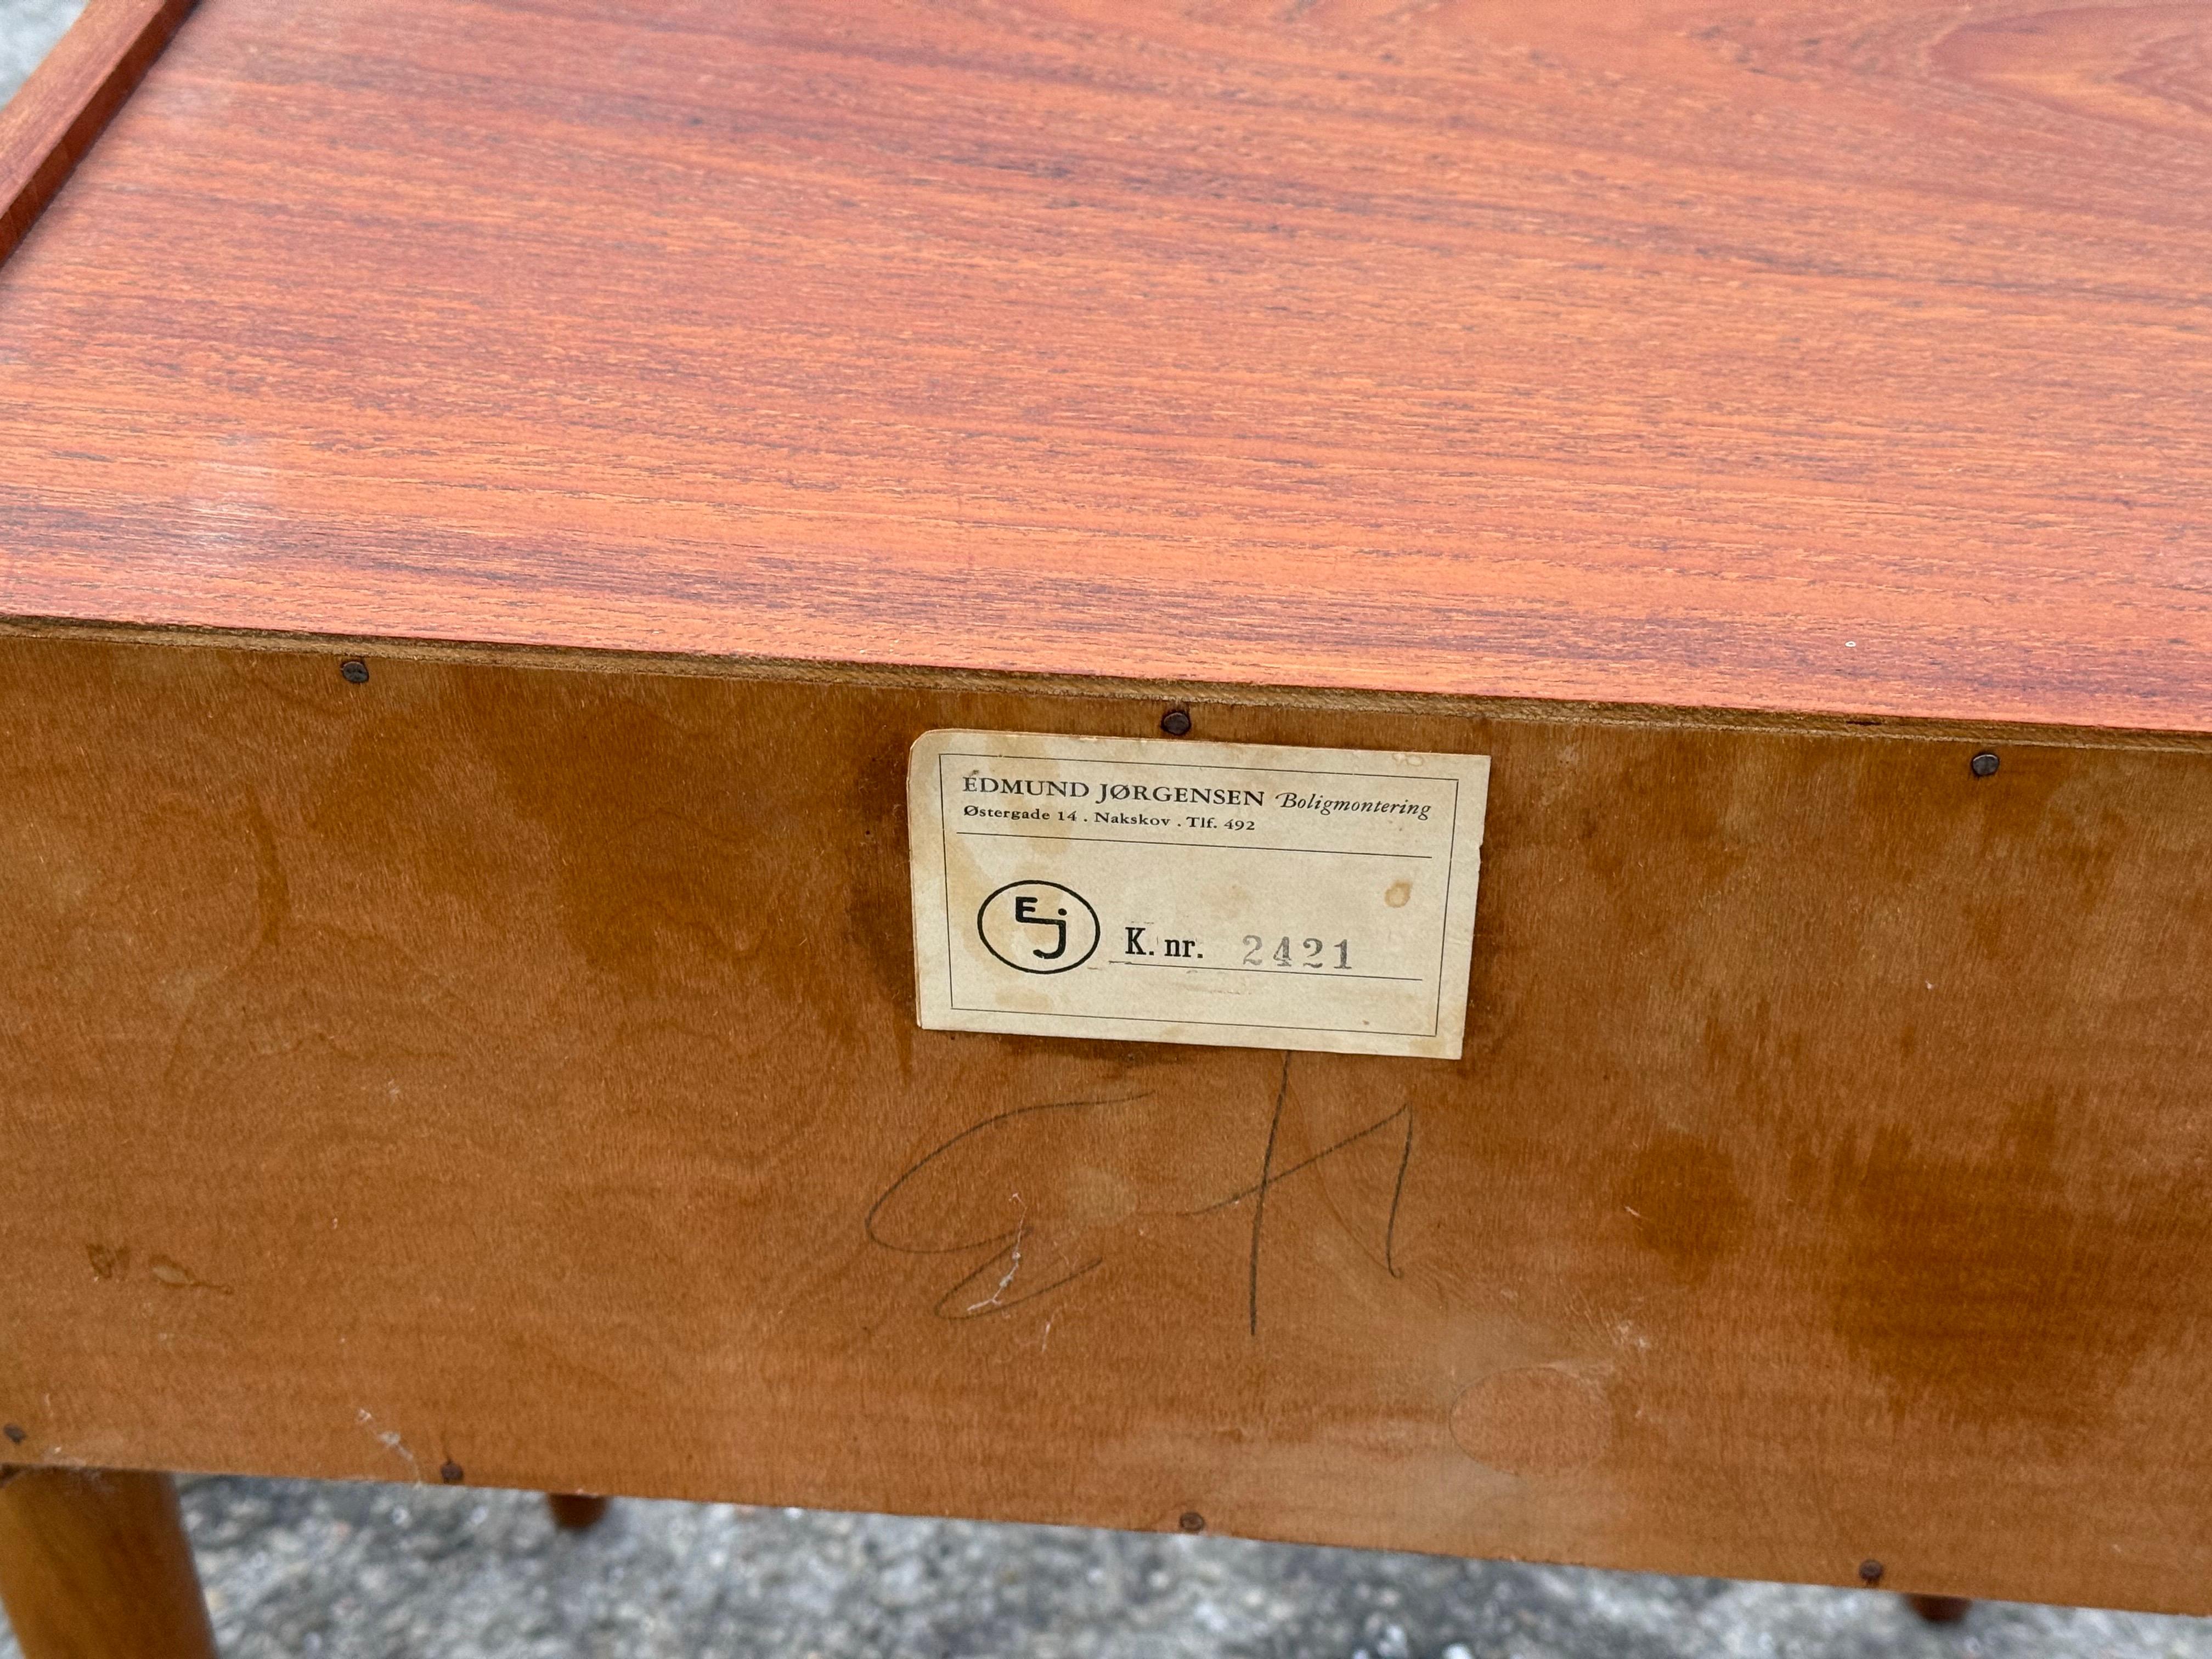 EDMUND JØRGENSEN Boligmontering
Østergade 14 . Nakskov . Tlf. 492
Ej
K. nr. 2421